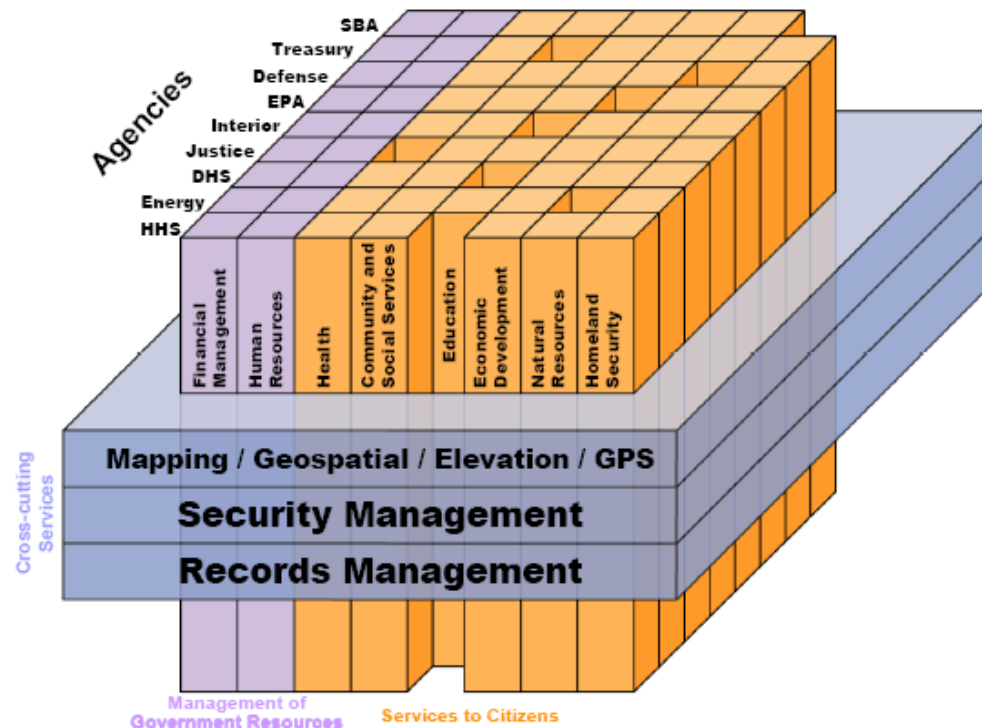 SBA
Treasury
Defense
EPA
Interior
Justice
DHS
Energy
HHS
Agencies
Financial
Management
Human
Resources
Health
Community and
Social Services
Education
Economic
Development
Natural
Resources
Homeland
Security
Cross-cutting
Services
Mapping / Geospatial / Elevation / GPS
Security Management
Records Management
Management of
Government Resources
Services to Citizens